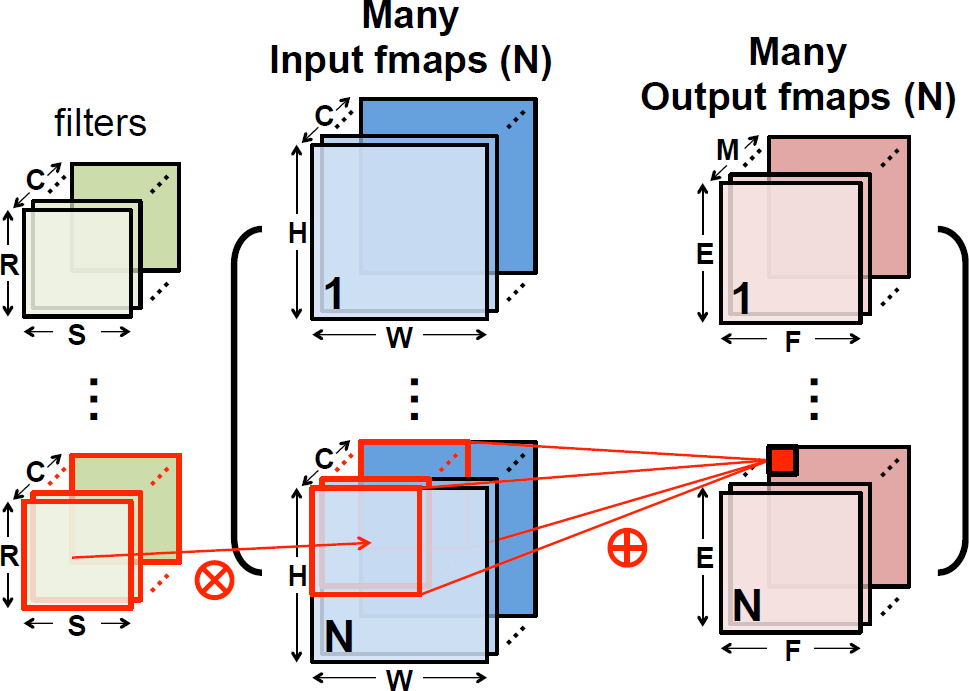 Many
Input fmaps (N)
Many
Output fmaps (N)
filters
C
R
S
C
H
1
W
M
E
1
F
C
R
S
C
H
N
W
E
N
F